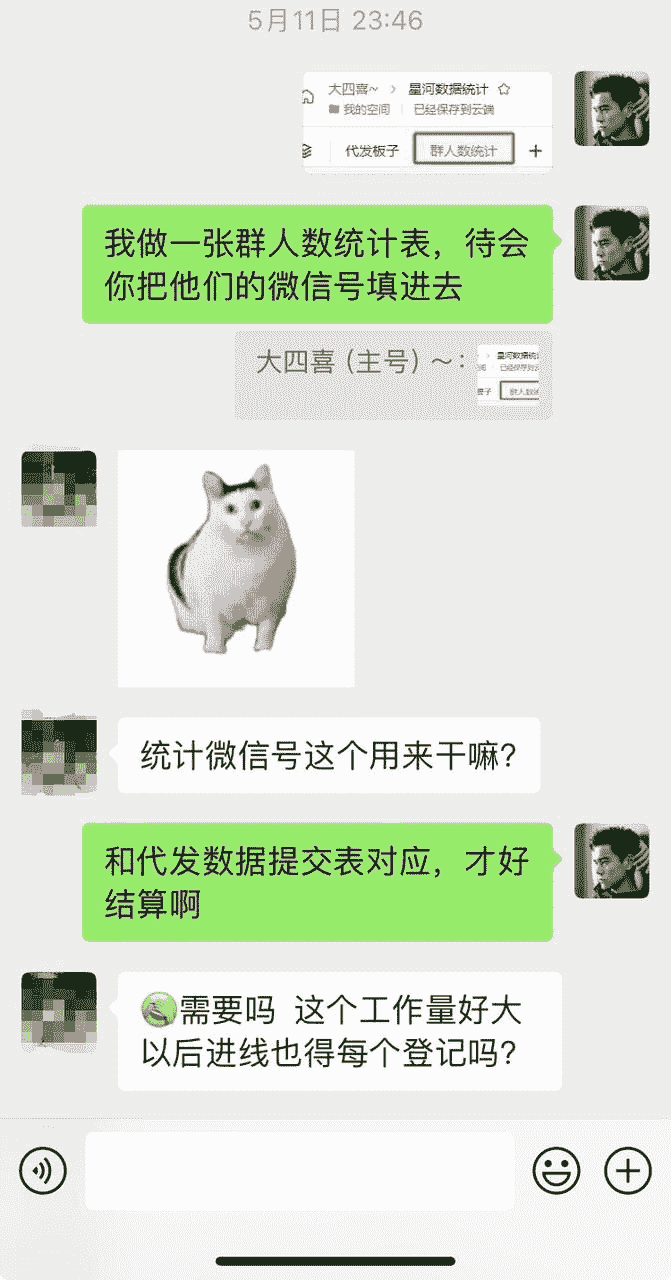 5月11日 23:46
大四喜~ > 星河数据统计
我的空间 | 已经保存到云端
代发板子 群人数统计 +
我做一张群人数统计表，待会
你把他们的微信号填进去
大四喜（主号）～：
统计微信号这个用来干嘛？
和代发数据提交表对应，才好
结算啊
需要吗 这个工作量好大
以后进线也得每个登记吗？